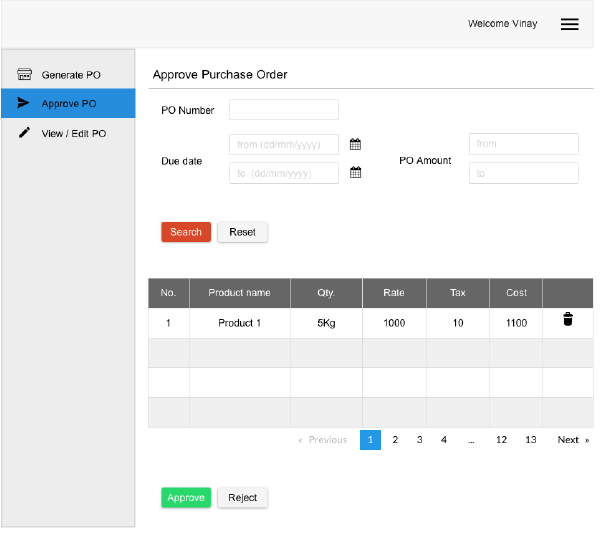 Welcome Vinay
Generate PO
Approve PO
View / Edit PO
Approve Purchase Order
PO Number
Due date
from (dd/mm/yyyy)
to (dd/mm/yyyy)
PO Amount
from
to
Search Reset
No. Product name Qty. Rate Tax Cost
1 Product 1 5Kg 1000 10 1100
« Previous 1 2 3 4 ... 12 13 Next »
Approve Reject